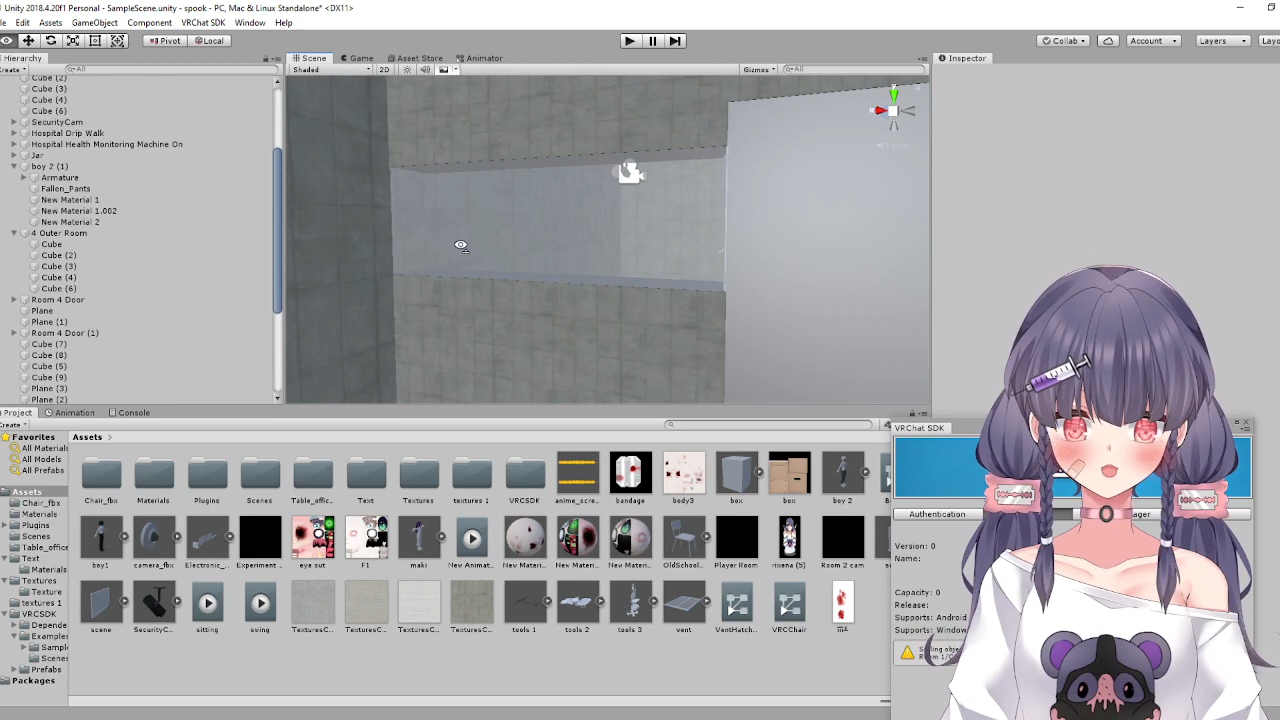 Unity 2018.4.20f1 Personal - SampleScene.unity - spook - PC, Mac & Linux Standalone* <DX11>
Edit Assets GameObject Component VRChat SDK Window Help
Pivot Local Collab Account Layers
Hierarchy Scene Game Asset Store Animator Inspector
All Shaded 2D Gizmos All
Cube (2)
Cube (3)
Cube (4)
Cube (6)
SecurityCam
Hospital Drip Walk
Hospital Health Monitoring Machine On
Jar
boy 2 (1)
Armature
Fallen_Pants
New Material 1
New Material 1.002
New Material 2
4 Outer Room
Cube
Cube (2)
Cube (3)
Cube (4)
Cube (6)
Room 4 Door
Plane
Plane (1)
Room 4 Door (1)
Cube (7)
Cube (8)
Cube (5)
Cube (9)
Plane (3)
Plane (2)
Persp
Project Animation Console
Favorites
All Materials
All Models
All Prefabs
Assets
Chair_fbx
Materials
Plugins
Scenes
Table_offic
Text
Materials
Textures
Texture
textures 1
VRCSDK
Depende
Examples
Sampl
Scenes
Prefabs
Packages
Assets >
Chair_fbx Materials Plugins Scenes Table_offic... Text Textures textures 1 VRCSDK anime_scre... bandage body3 box box boy 2
boy1 camera_fbx Electronic_... Experiment ... eye out F1 maki New Animat... New Materi... New Materi... New Materi... OldSchool... Player Room rixena (5) Room 2 cam
scene SecurityC... sitting swing TexturesC... TexturesC... TexturesC... TexturesC... tools 1 tools 2 tools 3 vent VentHatch... VRCChair
VRChat SDK
Authentication
Version: 0
Name:
Capacity: 0
Release:
Supports: Android
Supports: Window